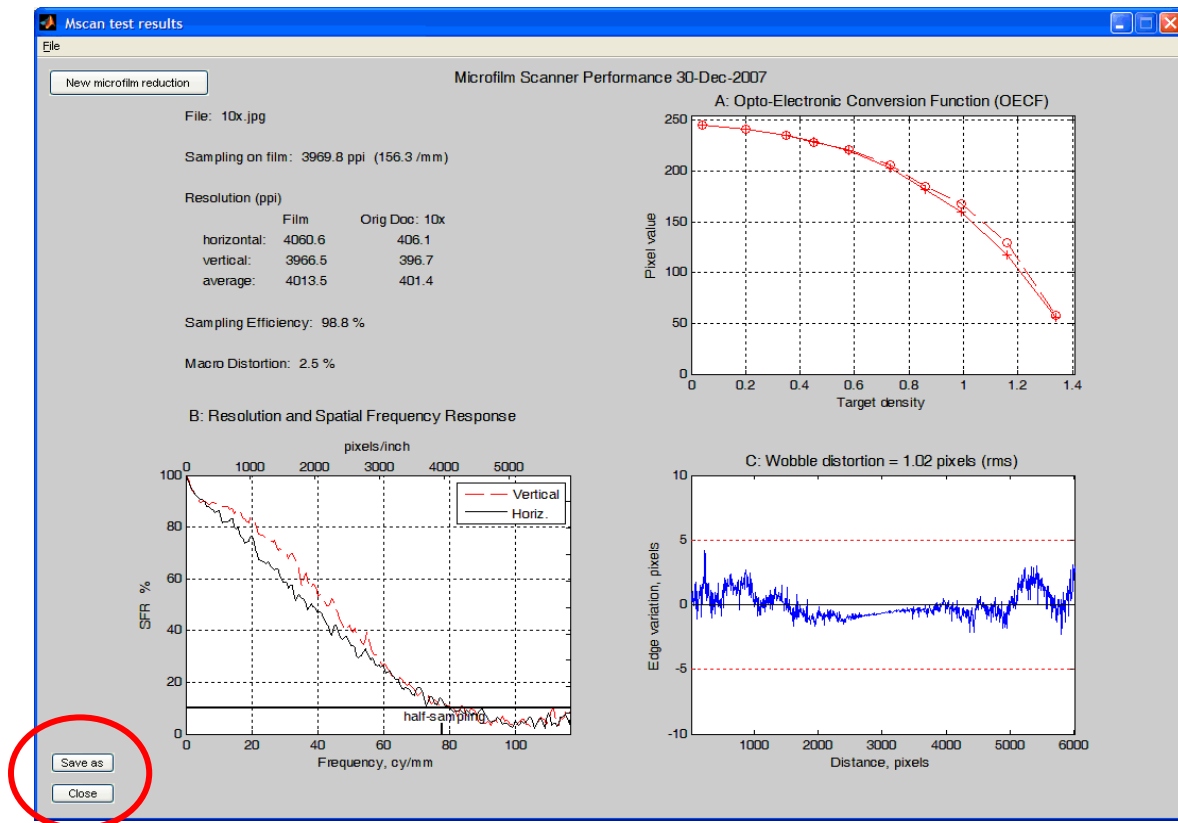 Mscan test results
File
New microfilm reduction
Microfilm Scanner Performance 30-Dec-2007
File: 10x.jpg
Sampling on film: 3969.8 ppi (156.3 /mm)
Resolution (ppi)
Film Orig Doc: 10x
horizontal: 4060.6 406.1
vertical: 3966.5 396.7
average: 4013.5 401.4
Sampling Efficiency: 98.8 %
Macro Distortion: 2.5 %
A: Opto-Electronic Conversion Function (OECF)
250
200
150
100
50
0
Pixel value
0 0.2 0.4 0.6 0.8 1 1.2 1.4
Target density
B: Resolution and Spatial Frequency Response
pixels/inch
0 1000 2000 3000 4000 5000
100
80
60
40
20
0
SFR %
Vertical
Horiz.
half-sampling
0 20 40 60 80 100
Frequency, cy/mm
C: Wobble distortion = 1.02 pixels (rms)
10
5
0
-5
-10
Edge variation, pixels
1000 2000 3000 4000 5000 6000
Distance, pixels
Save as
Close